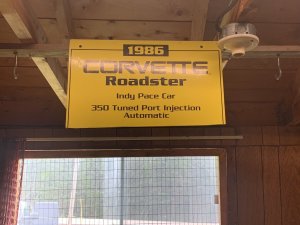 1986
CORVETTE
Roadster
Indy Pace Car
350 Tuned Port Injection
Automatic